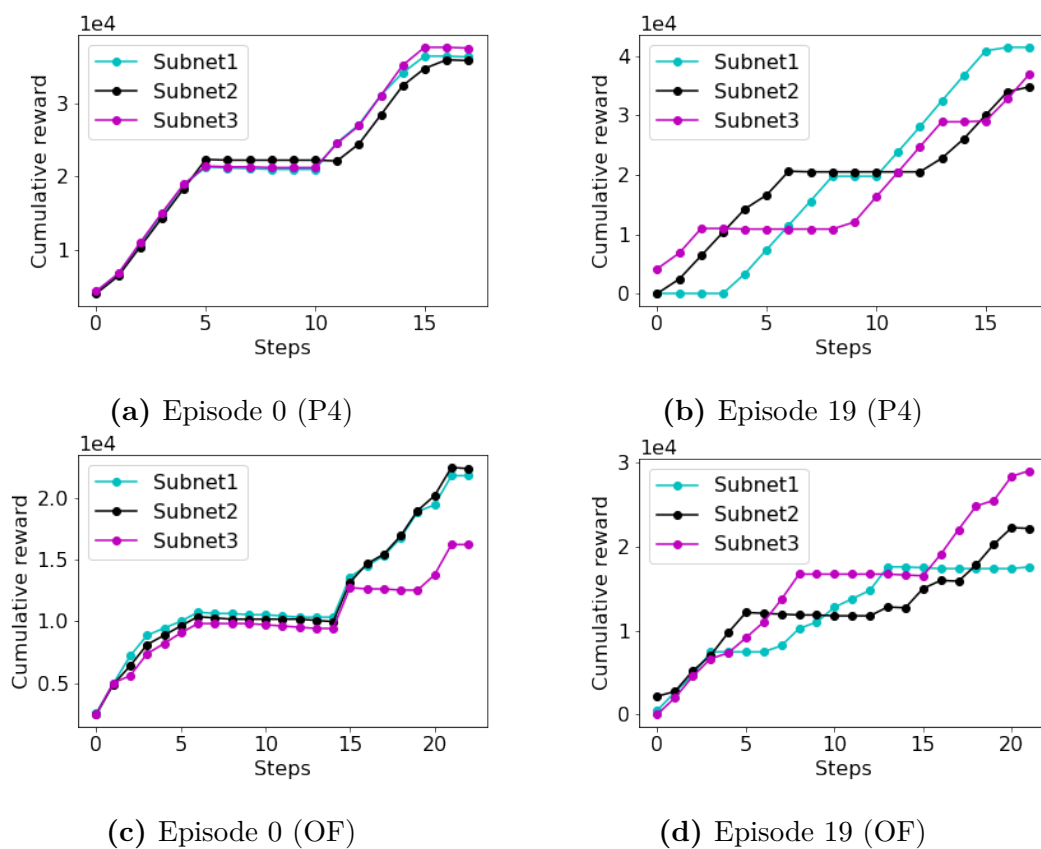 1e4
Subnet1
Subnet2
Subnet3
Cumulative reward
3
2
1
0 5 10 15
Steps
(a) Episode 0 (P4)
1e4
Subnet1
Subnet2
Subnet3
Cumulative reward
4
3
2
1
0
0 5 10 15
Steps
(b) Episode 19 (P4)
1e4
Subnet1
Subnet2
Subnet3
Cumulative reward
2.0
1.5
1.0
0.5
0 5 10 15 20
Steps
(c) Episode 0 (OF)
1e4
Subnet1
Subnet2
Subnet3
Cumulative reward
3
2
1
0
0 5 10 15 20
Steps
(d) Episode 19 (OF)